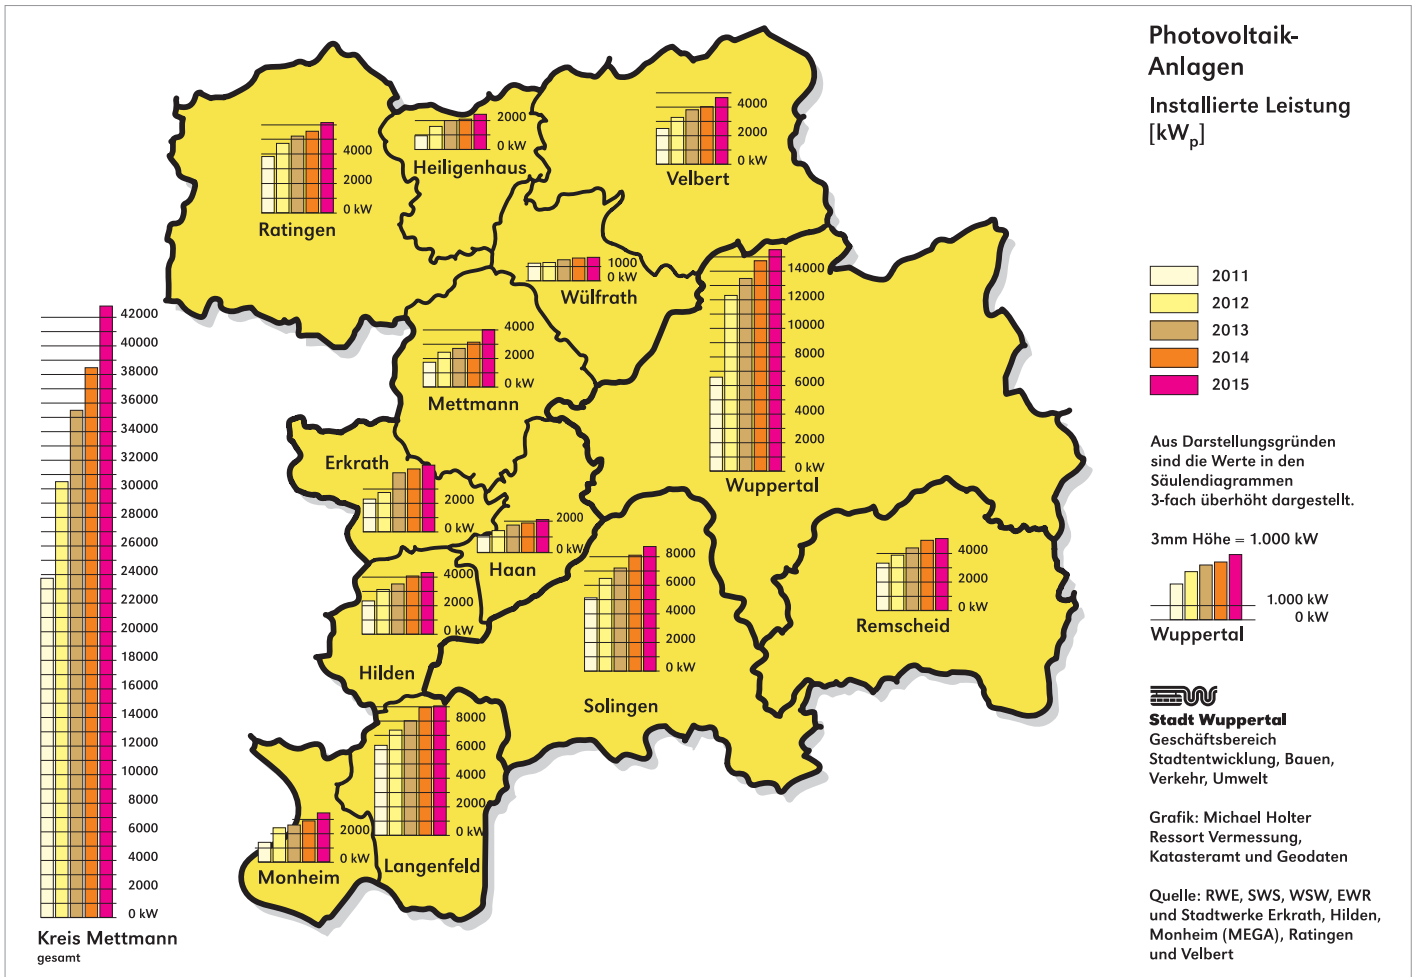 Photovoltaik-
Anlagen
Installierte Leistung
[kWp]
2011
2012
2013
2014
2015
Aus Darstellungsgründen
sind die Werte in den
Säulendiagrammen
3-fach überhöht dargestellt.
3mm Höhe = 1.000 kW
1.000 kW
0 kW
Wuppertal
Stadt Wuppertal
Geschäftsbereich
Stadtentwicklung, Bauen,
Verkehr, Umwelt
Grafik: Michael Holter
Ressort Vermessung,
Katasteramt und Geodaten
Quelle: RWE, SWS, WSW, EWR
und Stadtwerke Erkrath, Hilden,
Monheim (MEGA), Ratingen
und Velbert
4000
2000
0 kW
Ratingen
2000
0 kW
Heiligenhaus
4000
2000
0 kW
Velbert
1000
0 kW
Wülfrath
4000
2000
0 kW
Mettmann
14000
12000
10000
8000
6000
4000
2000
0 kW
Wuppertal
Erkrath
2000
0 kW
2000
0 kW
Haan
4000
2000
0 kW
Hilden
8000
6000
4000
2000
0 kW
Solingen
4000
2000
0 kW
Remscheid
8000
6000
4000
2000
0 kW
Langenfeld
2000
0 kW
Monheim
42000
40000
38000
36000
34000
32000
30000
28000
26000
24000
22000
20000
18000
16000
14000
12000
10000
8000
6000
4000
2000
0 kW
Kreis Mettmann
gesamt